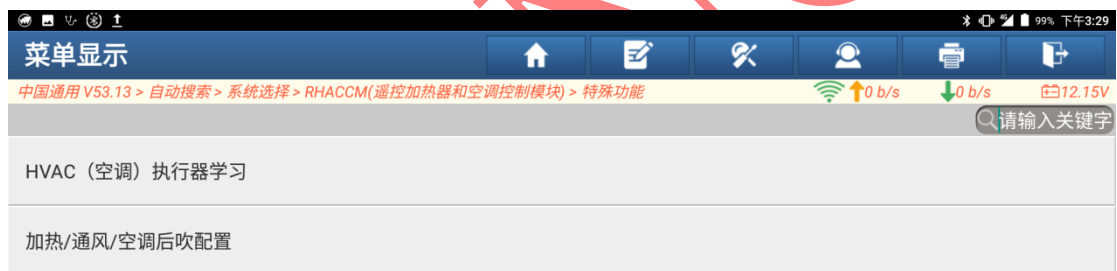 99% 下午3:29
菜单显示
中国通用 V53.13 > 自动搜索 > 系统选择 > RHACCM(遥控加热器和空调控制模块) > 特殊功能 0 b/s 0 b/s 12.15V
请输入关键字
HVAC（空调）执行器学习
加热/通风/空调后吹配置